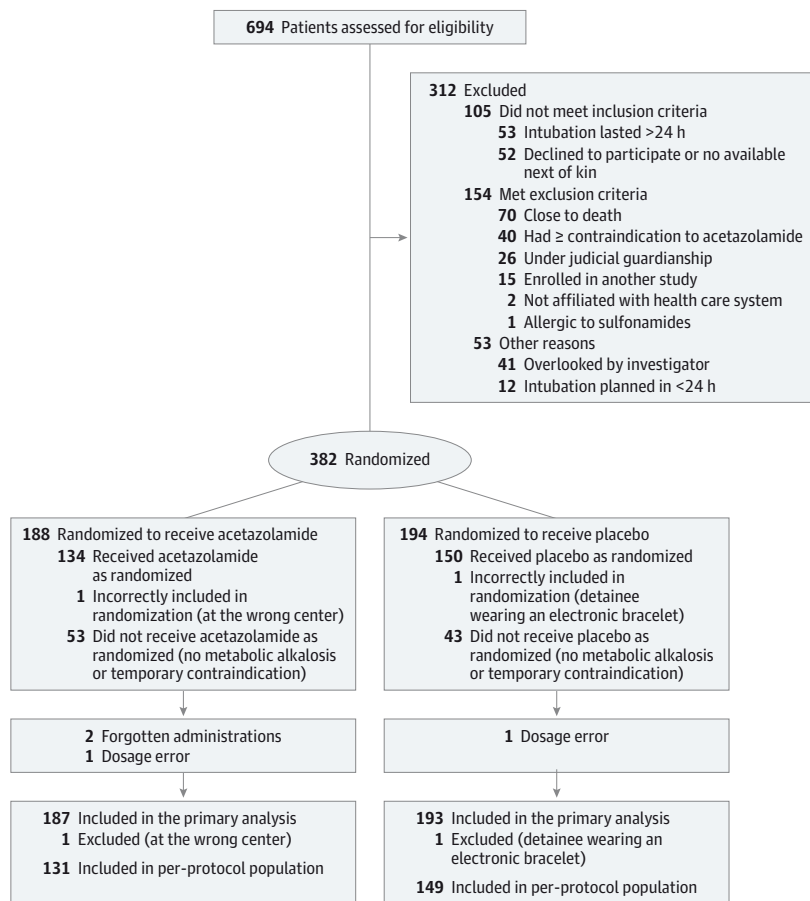 694 Patients assessed for eligibility
312 Excluded
105 Did not meet inclusion criteria
53 Intubation lasted >24 h
52 Declined to participate or no available
next of kin
154 Met exclusion criteria
70 Close to death
40 Had ≥ contraindication to acetazolamide
26 Under judicial guardianship
15 Enrolled in another study
2 Not affiliated with health care system
1 Allergic to sulfonamides
53 Other reasons
41 Overlooked by investigator
12 Intubation planned in <24 h
382 Randomized
188 Randomized to receive acetazolamide
134 Received acetazolamide
as randomized
1 Incorrectly included in
randomization (at the wrong center)
53 Did not receive acetazolamide as
randomized (no metabolic alkalosis
or temporary contraindication)
194 Randomized to receive placebo
150 Received placebo as randomized
1 Incorrectly included in
randomization (detainee
wearing an electronic bracelet)
43 Did not receive placebo as
randomized (no metabolic alkalosis
or temporary contraindication)
2 Forgotten administrations
1 Dosage error
1 Dosage error
187 Included in the primary analysis
1 Excluded (at the wrong center)
131 Included in per-protocol population
193 Included in the primary analysis
1 Excluded (detainee wearing an
electronic bracelet)
149 Included in per-protocol population